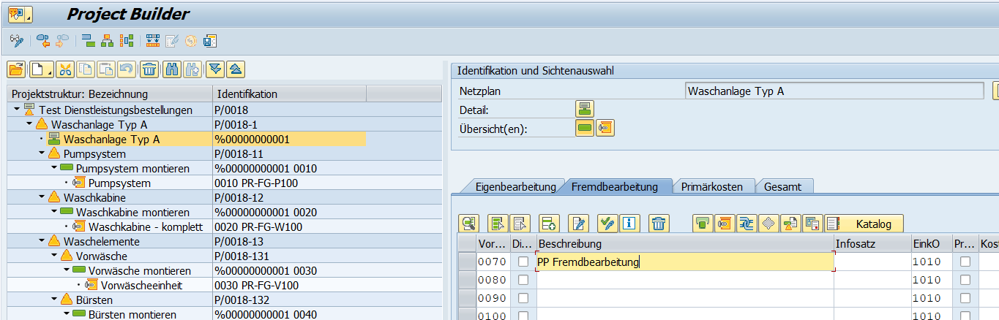 Project Builder
Projektstruktur: Bezeichnung Identifikation
Test Dienstleistungsbestellungen P/0018
Waschanlage Typ A P/0018-1
Waschanlage Typ A %00000000001
Pumpsystem P/0018-11
Pumpsystem montieren %00000000001 0010
Pumpsystem 0010 PR-FG-P100
Waschkabine P/0018-12
Waschkabine montieren %00000000001 0020
Waschkabine - komplett 0020 PR-FG-W100
Waschelemente P/0018-13
Vorwäsche P/0018-131
Vorwäsche montieren %00000000001 0030
Vorwäscheeinheit 0030 PR-FG-V100
Bürsten P/0018-132
Bürsten montieren %00000000001 0040
Identifikation und Sichtenauswahl
Netzplan Waschanlage Typ A
Detail:
Übersicht(en):
Eigenbearbeitung Fremdbearbeitung Primärkosten Gesamt
Katalog
Vor... Di... Beschreibung Infosatz EinkO Pr... Kost
0070 PP Fremdbearbeitung 1010
0080 1010
0090 1010
0100 1010